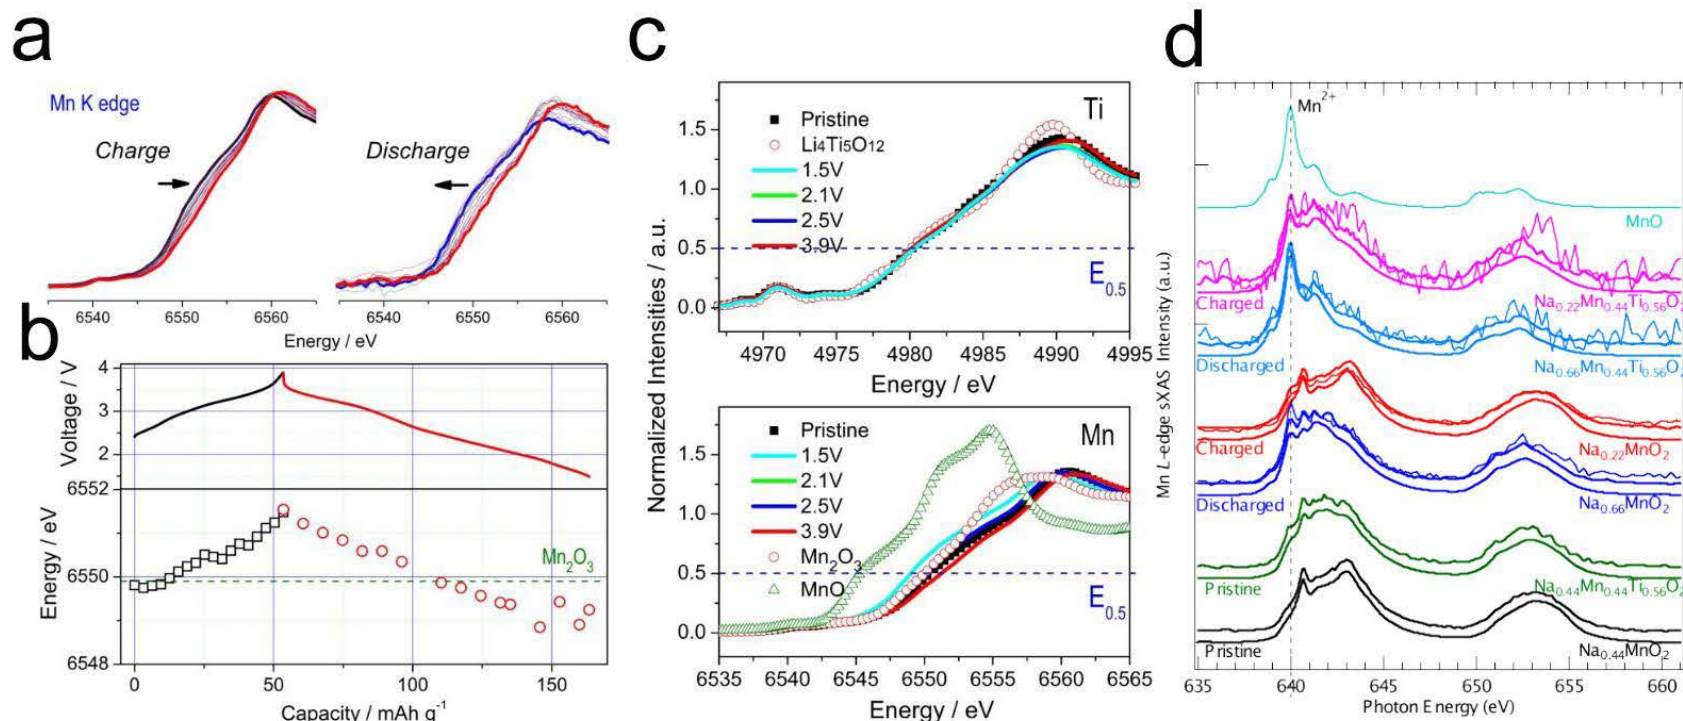 a
Mn K edge
Charge
Discharge
6540
6550
6560
6540
6550
6560
Energy / eV
b
Voltage / V
4
3
2
Energy / eV
6552
6550
6548
Mn2O3
0
50
100
150
Capacity / mAh g-1
c
Normalized Intensities / a.u.
Ti
Pristine
Li4Ti5O12
1.5V
2.1V
2.5V
3.9V
E0.5
1.5
1.0
0.5
0.0
4970
4975
4980
4985
4990
4995
Energy / eV
Mn
Pristine
1.5V
2.1V
2.5V
3.9V
Mn2O3
MnO
E0.5
1.5
1.0
0.5
0.0
6535
6540
6545
6550
6555
6560
6565
Energy / eV
d
Mn L-edge sXAS Intensity (a.u.)
Mn2+
MnO
Charged
Na0.22Mn0.44Ti0.56O2
Discharged
Na0.66Mn0.44Ti0.56O2
Charged
Na0.22MnO2
Discharged
Na0.66MnO2
Pristine
Na0.44Mn0.44Ti0.56O2
Pristine
Na0.44MnO2
635
640
645
650
655
660
Photon Energy (eV)